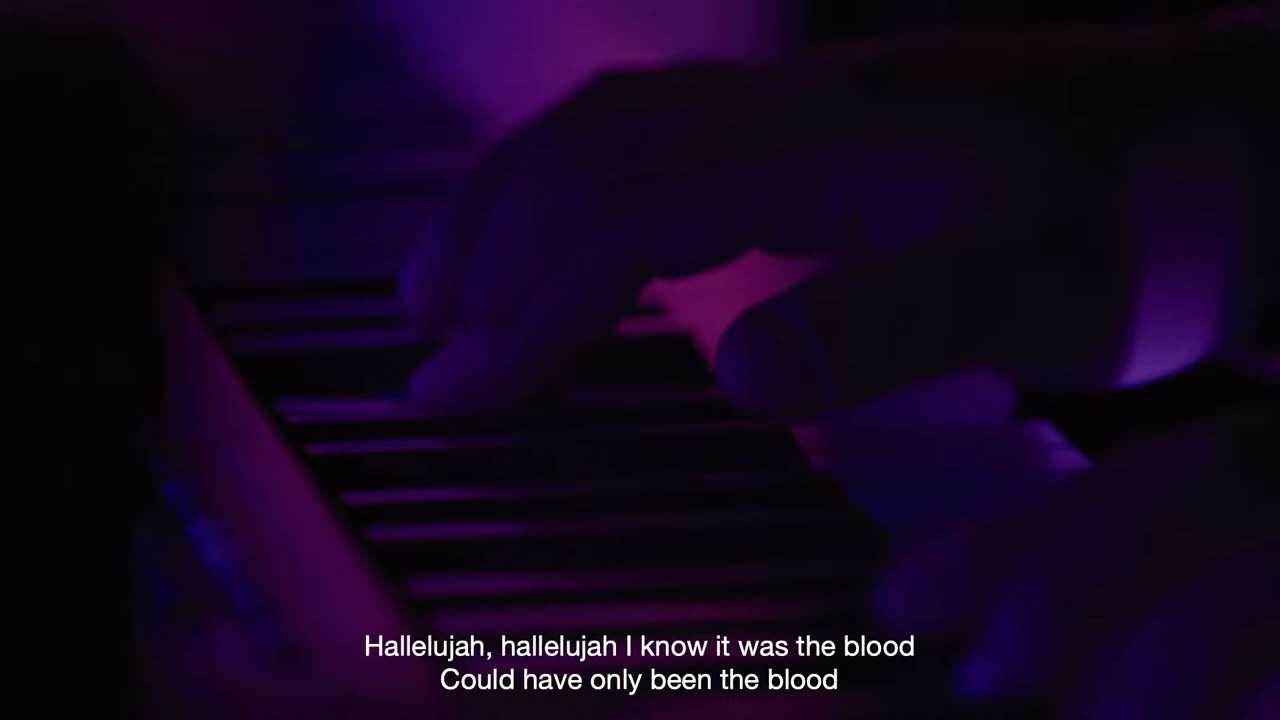 Hallelujah, hallelujah I know it was the blood
Could have only been the blood